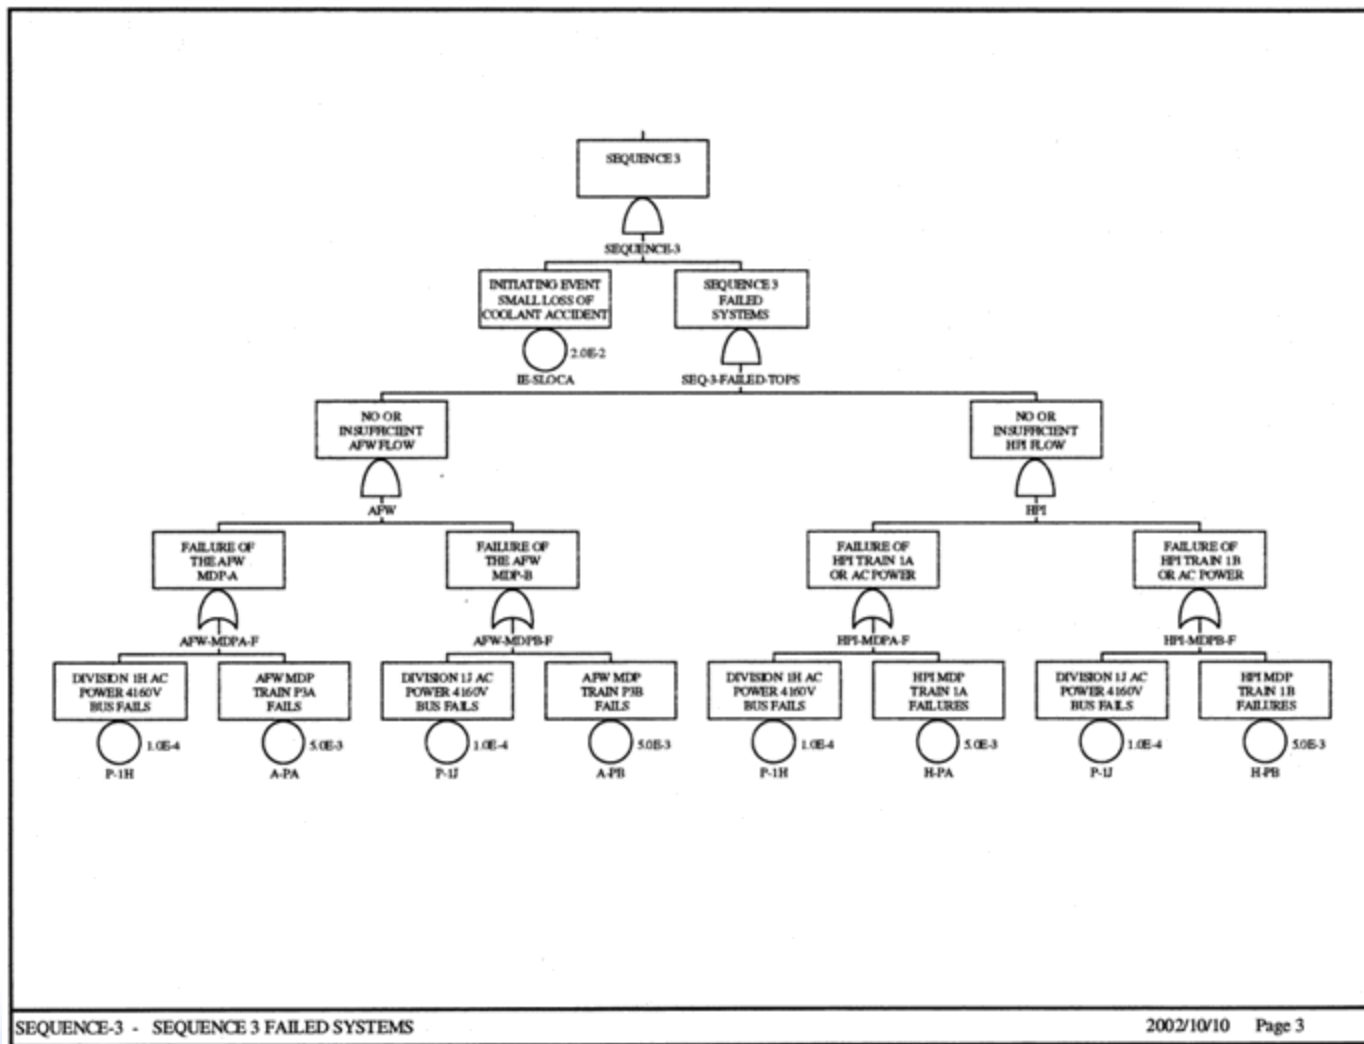 SEQUENCE 3
SEQUENCE-3
INITIATING EVENT
SMALL LOSS OF
COOLANT ACCIDENT
2.0E-2
IE-SLOCA
SEQUENCE 3
FAILED
SYSTEMS
SEQ-3-FAILED-TOPS
NO OR
INSUFFICIENT
AFW FLOW
AFW
NO OR
INSUFFICIENT
HPI FLOW
HPI
FAILURE OF
THE AFW
MDP-A
AFW-MDPA-F
FAILURE OF
THE AFW
MDP-B
AFW-MDPB-F
FAILURE OF
HPI TRAIN 1A
OR AC POWER
HPI-MDPA-F
FAILURE OF
HPI TRAIN 1B
OR AC POWER
HPI-MDPB-F
DIVISION 1H AC
POWER 4160V
BUS FAILS
1.0E-4
P-1H
AFW MDP
TRAIN P3A
FAILS
5.0E-3
A-PA
DIVISION 1J AC
POWER 4160V
BUS FAILS
1.0E-4
P-1J
AFW MDP
TRAIN P3B
FAILS
5.0E-3
A-PB
DIVISION 1H AC
POWER 4160V
BUS FAILS
1.0E-4
P-1H
HPI MDP
TRAIN 1A
FAILURES
5.0E-3
H-PA
DIVISION 1J AC
POWER 4160V
BUS FAILS
1.0E-4
P-1J
HPI MDP
TRAIN 1B
FAILURES
5.0E-3
H-PB
SEQUENCE-3 - SEQUENCE 3 FAILED SYSTEMS
2002/10/10 Page 3